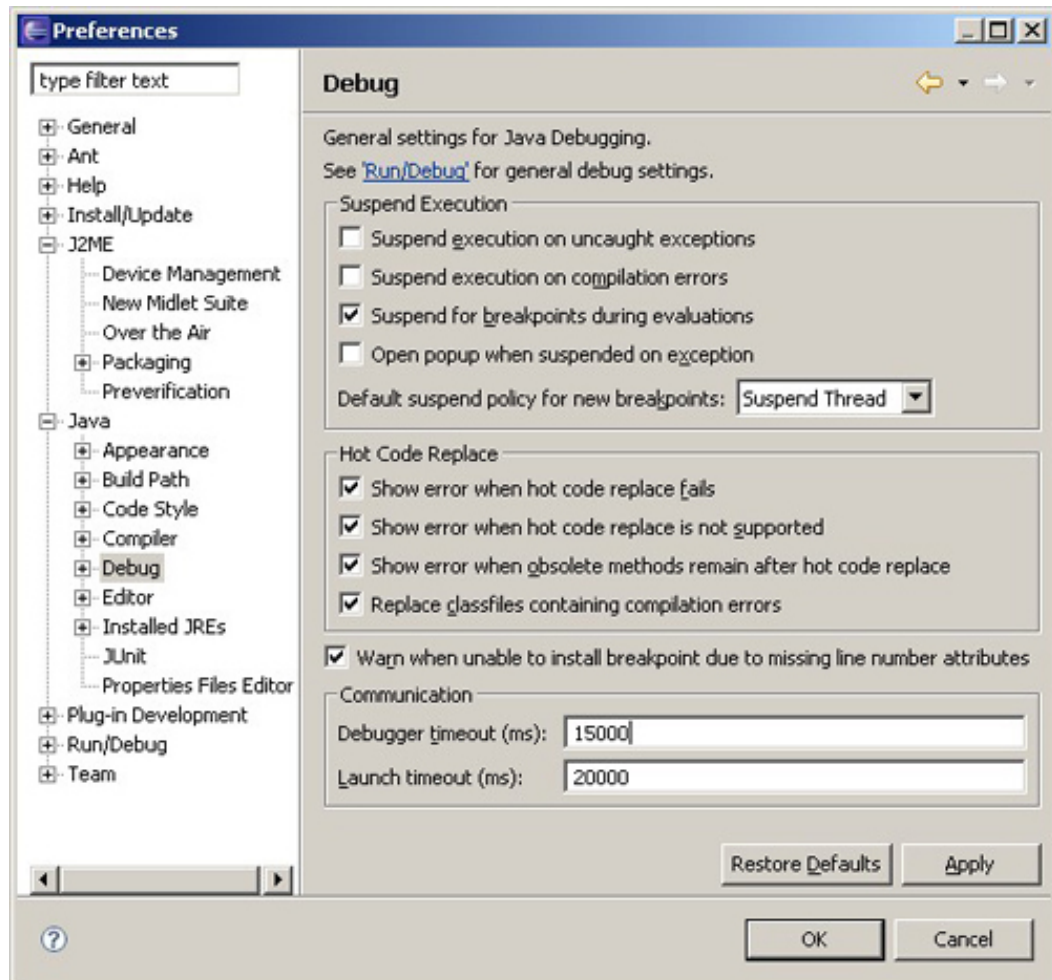 Preferences
type filter text
General
Ant
Help
Install/Update
J2ME
Device Management
New Midlet Suite
Over the Air
Packaging
Preverification
Java
Appearance
Build Path
Code Style
Compiler
Debug
Editor
Installed JREs
JUnit
Properties Files Editor
Plug-in Development
Run/Debug
Team
Debug
General settings for Java Debugging.
See 'Run/Debug' for general debug settings.
Suspend Execution
Suspend execution on uncaught exceptions
Suspend execution on compilation errors
Suspend for breakpoints during evaluations
Open popup when suspended on exception
Default suspend policy for new breakpoints: Suspend Thread
Hot Code Replace
Show error when hot code replace fails
Show error when hot code replace is not supported
Show error when obsolete methods remain after hot code replace
Replace classfiles containing compilation errors
Warn when unable to install breakpoint due to missing line number attributes
Communication
Debugger timeout (ms): 15000
Launch timeout (ms): 20000
Restore Defaults Apply
? OK Cancel